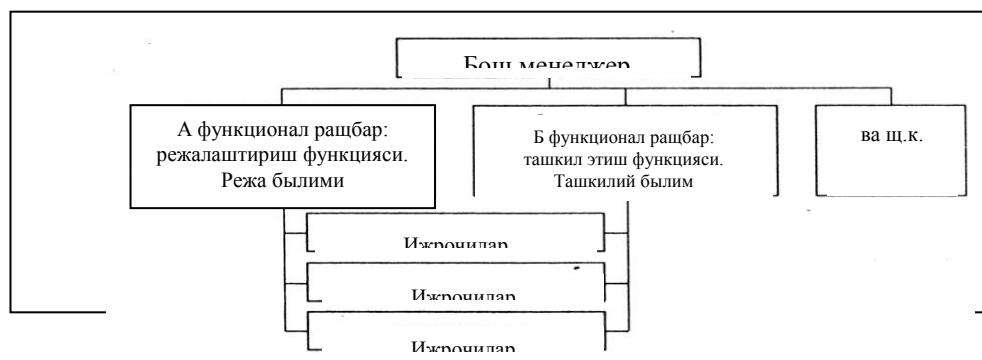 Бош менеджер
А функционал ращбар:
режалаштириш функцияси.
Режа былими
Б функционал ращбар:
ташкил этиш функцияси.
Ташкилий былим
ва щ.к.
Ижрочилар
Ижрочилар
Ижрочилар